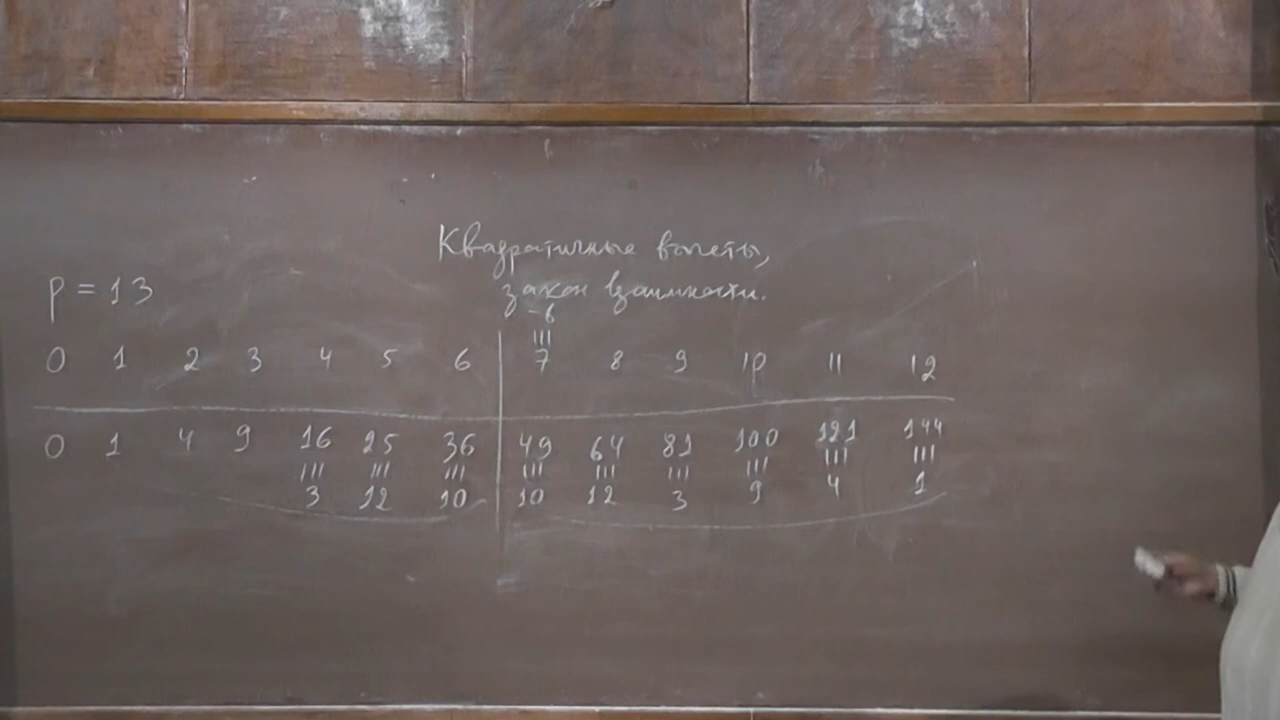 Квадратичные вычеты,
закон взаимности.
p = 13
-6
≡
0 1 2 3 4 5 6 | 7 8 9 10 11 12
0 1 4 9 16 25 36 | 49 64 81 100 121 144
≡ ≡ ≡ | ≡ ≡ ≡ ≡ ≡ ≡
3 12 10 | 10 12 3 9 4 1